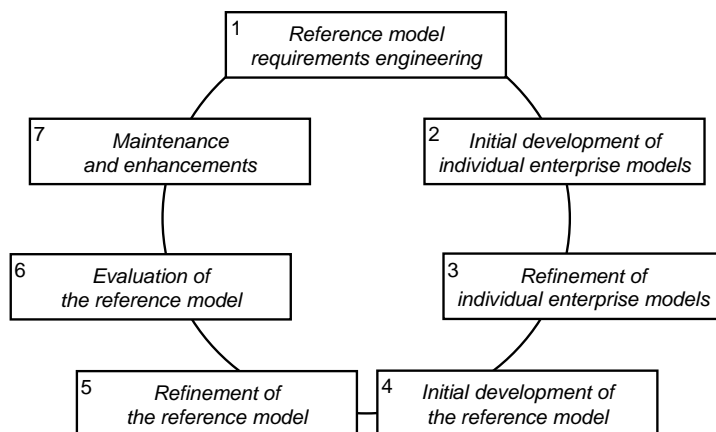 1
Reference model
requirements engineering
2
Initial development of
individual enterprise models
3
Refinement of
individual enterprise models
4
Initial development of
the reference model
5
Refinement of
the reference model
6
Evaluation of
the reference model
7
Maintenance
and enhancements